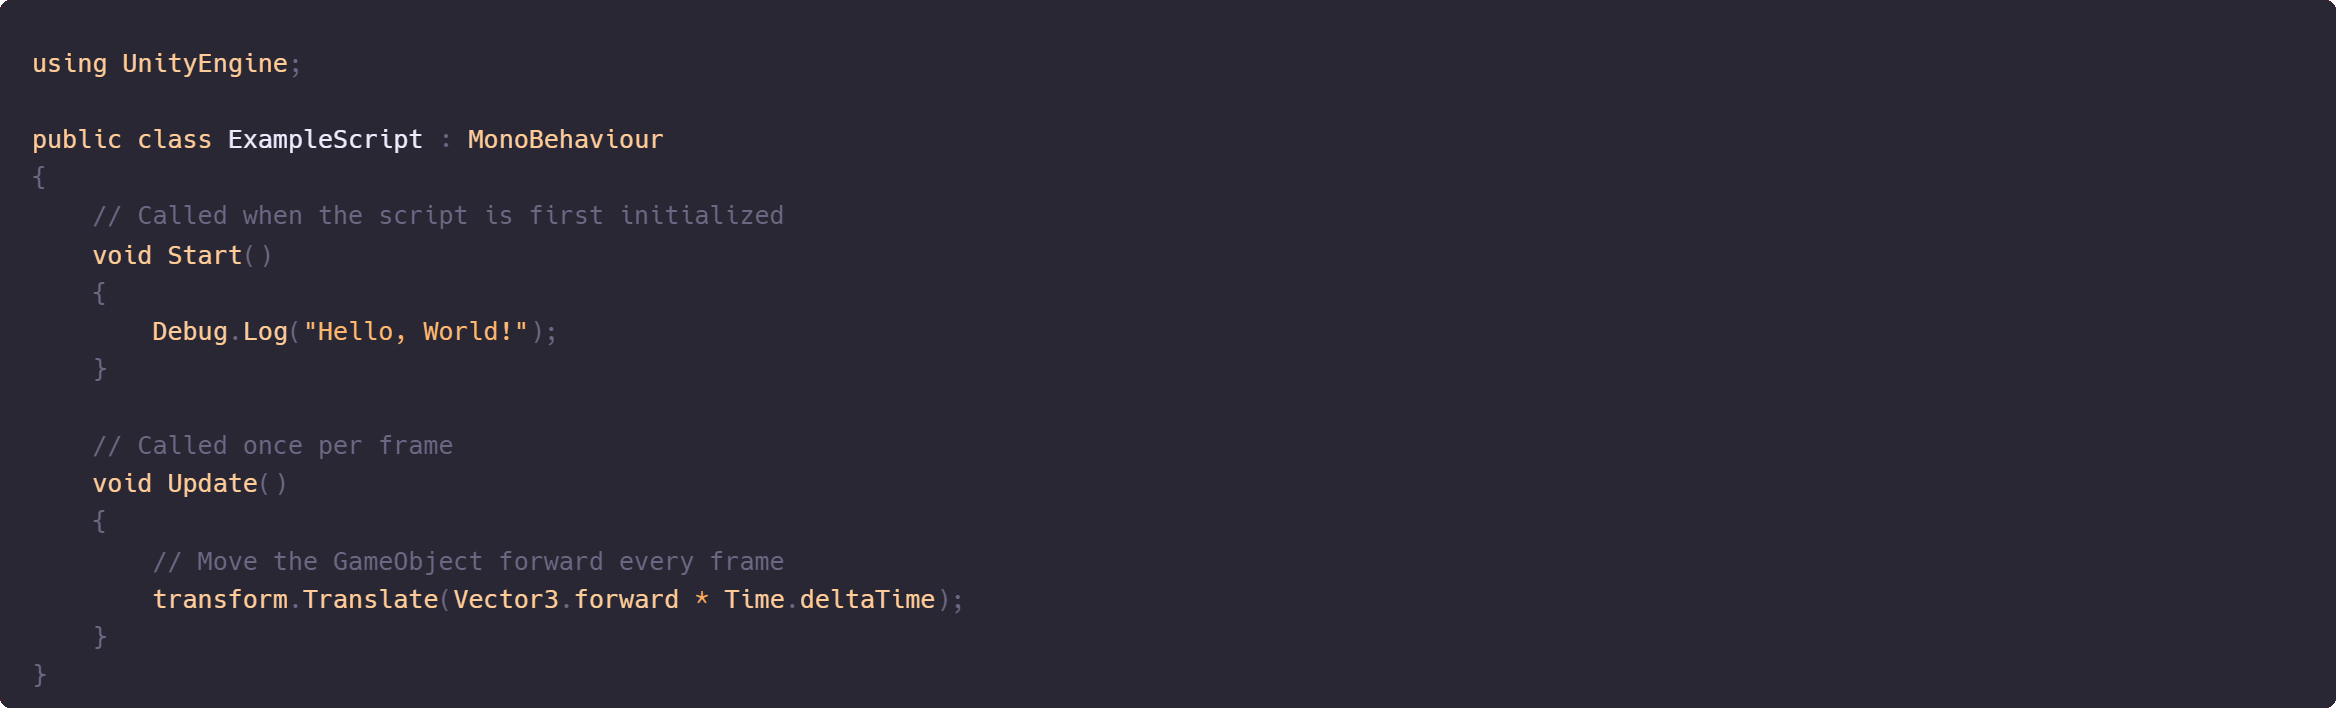 using UnityEngine;
public class ExampleScript : MonoBehaviour
{
    // Called when the script is first initialized
    void Start()
    {
        Debug.Log("Hello, World!");
    }
    // Called once per frame
    void Update()
    {
        // Move the GameObject forward every frame
        transform.Translate(Vector3.forward * Time.deltaTime);
    }
}